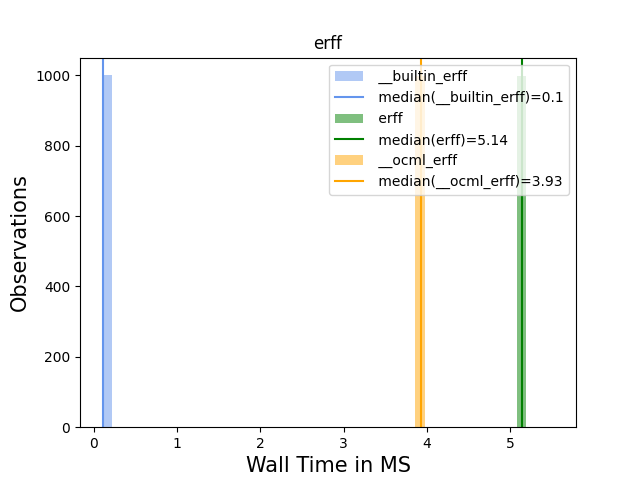 erff
1000
800
600
400
200
0
Observations
__builtin_erff
median(__builtin_erff)=0.1
erff
median(erff)=5.14
__ocml_erff
median(__ocml_erff)=3.93
0 1 2 3 4 5
Wall Time in MS